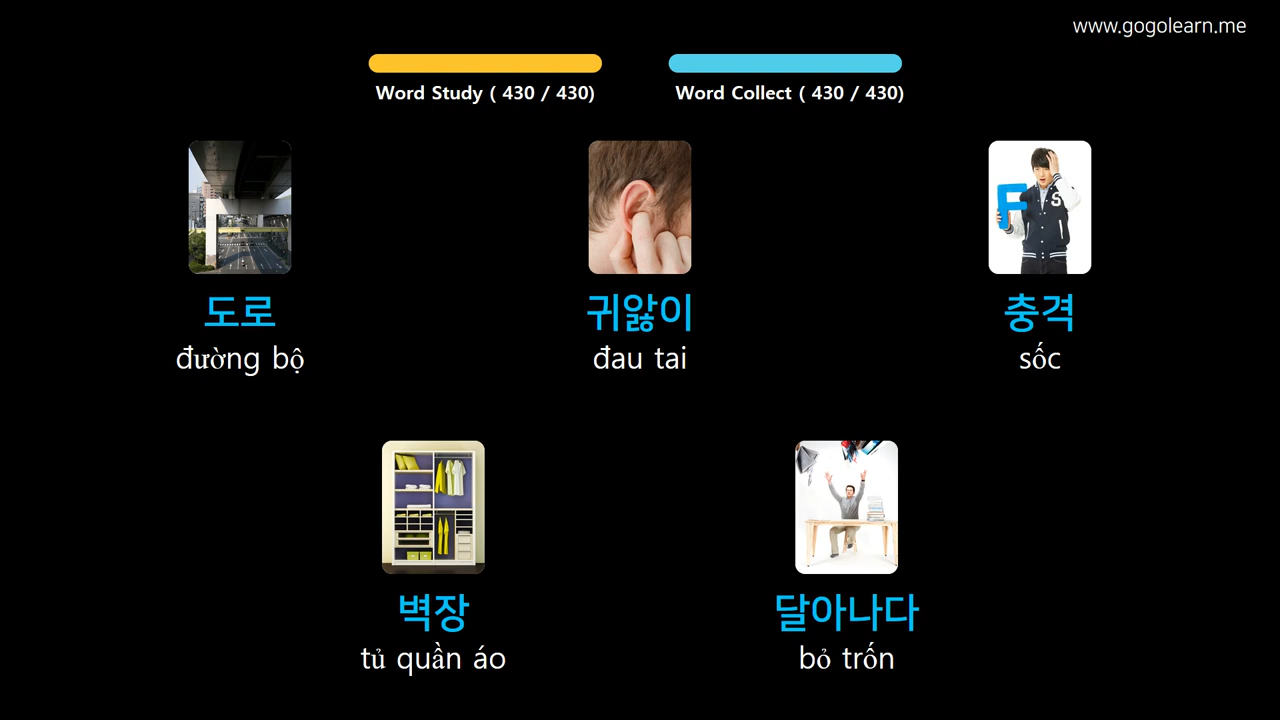 www.gogolearn.me
Word Study ( 430 / 430)
Word Collect ( 430 / 430)
도로
đường bộ
귀앓이
đau tai
충격
sốc
F
S
벽장
tủ quần áo
달아나다
bỏ trốn